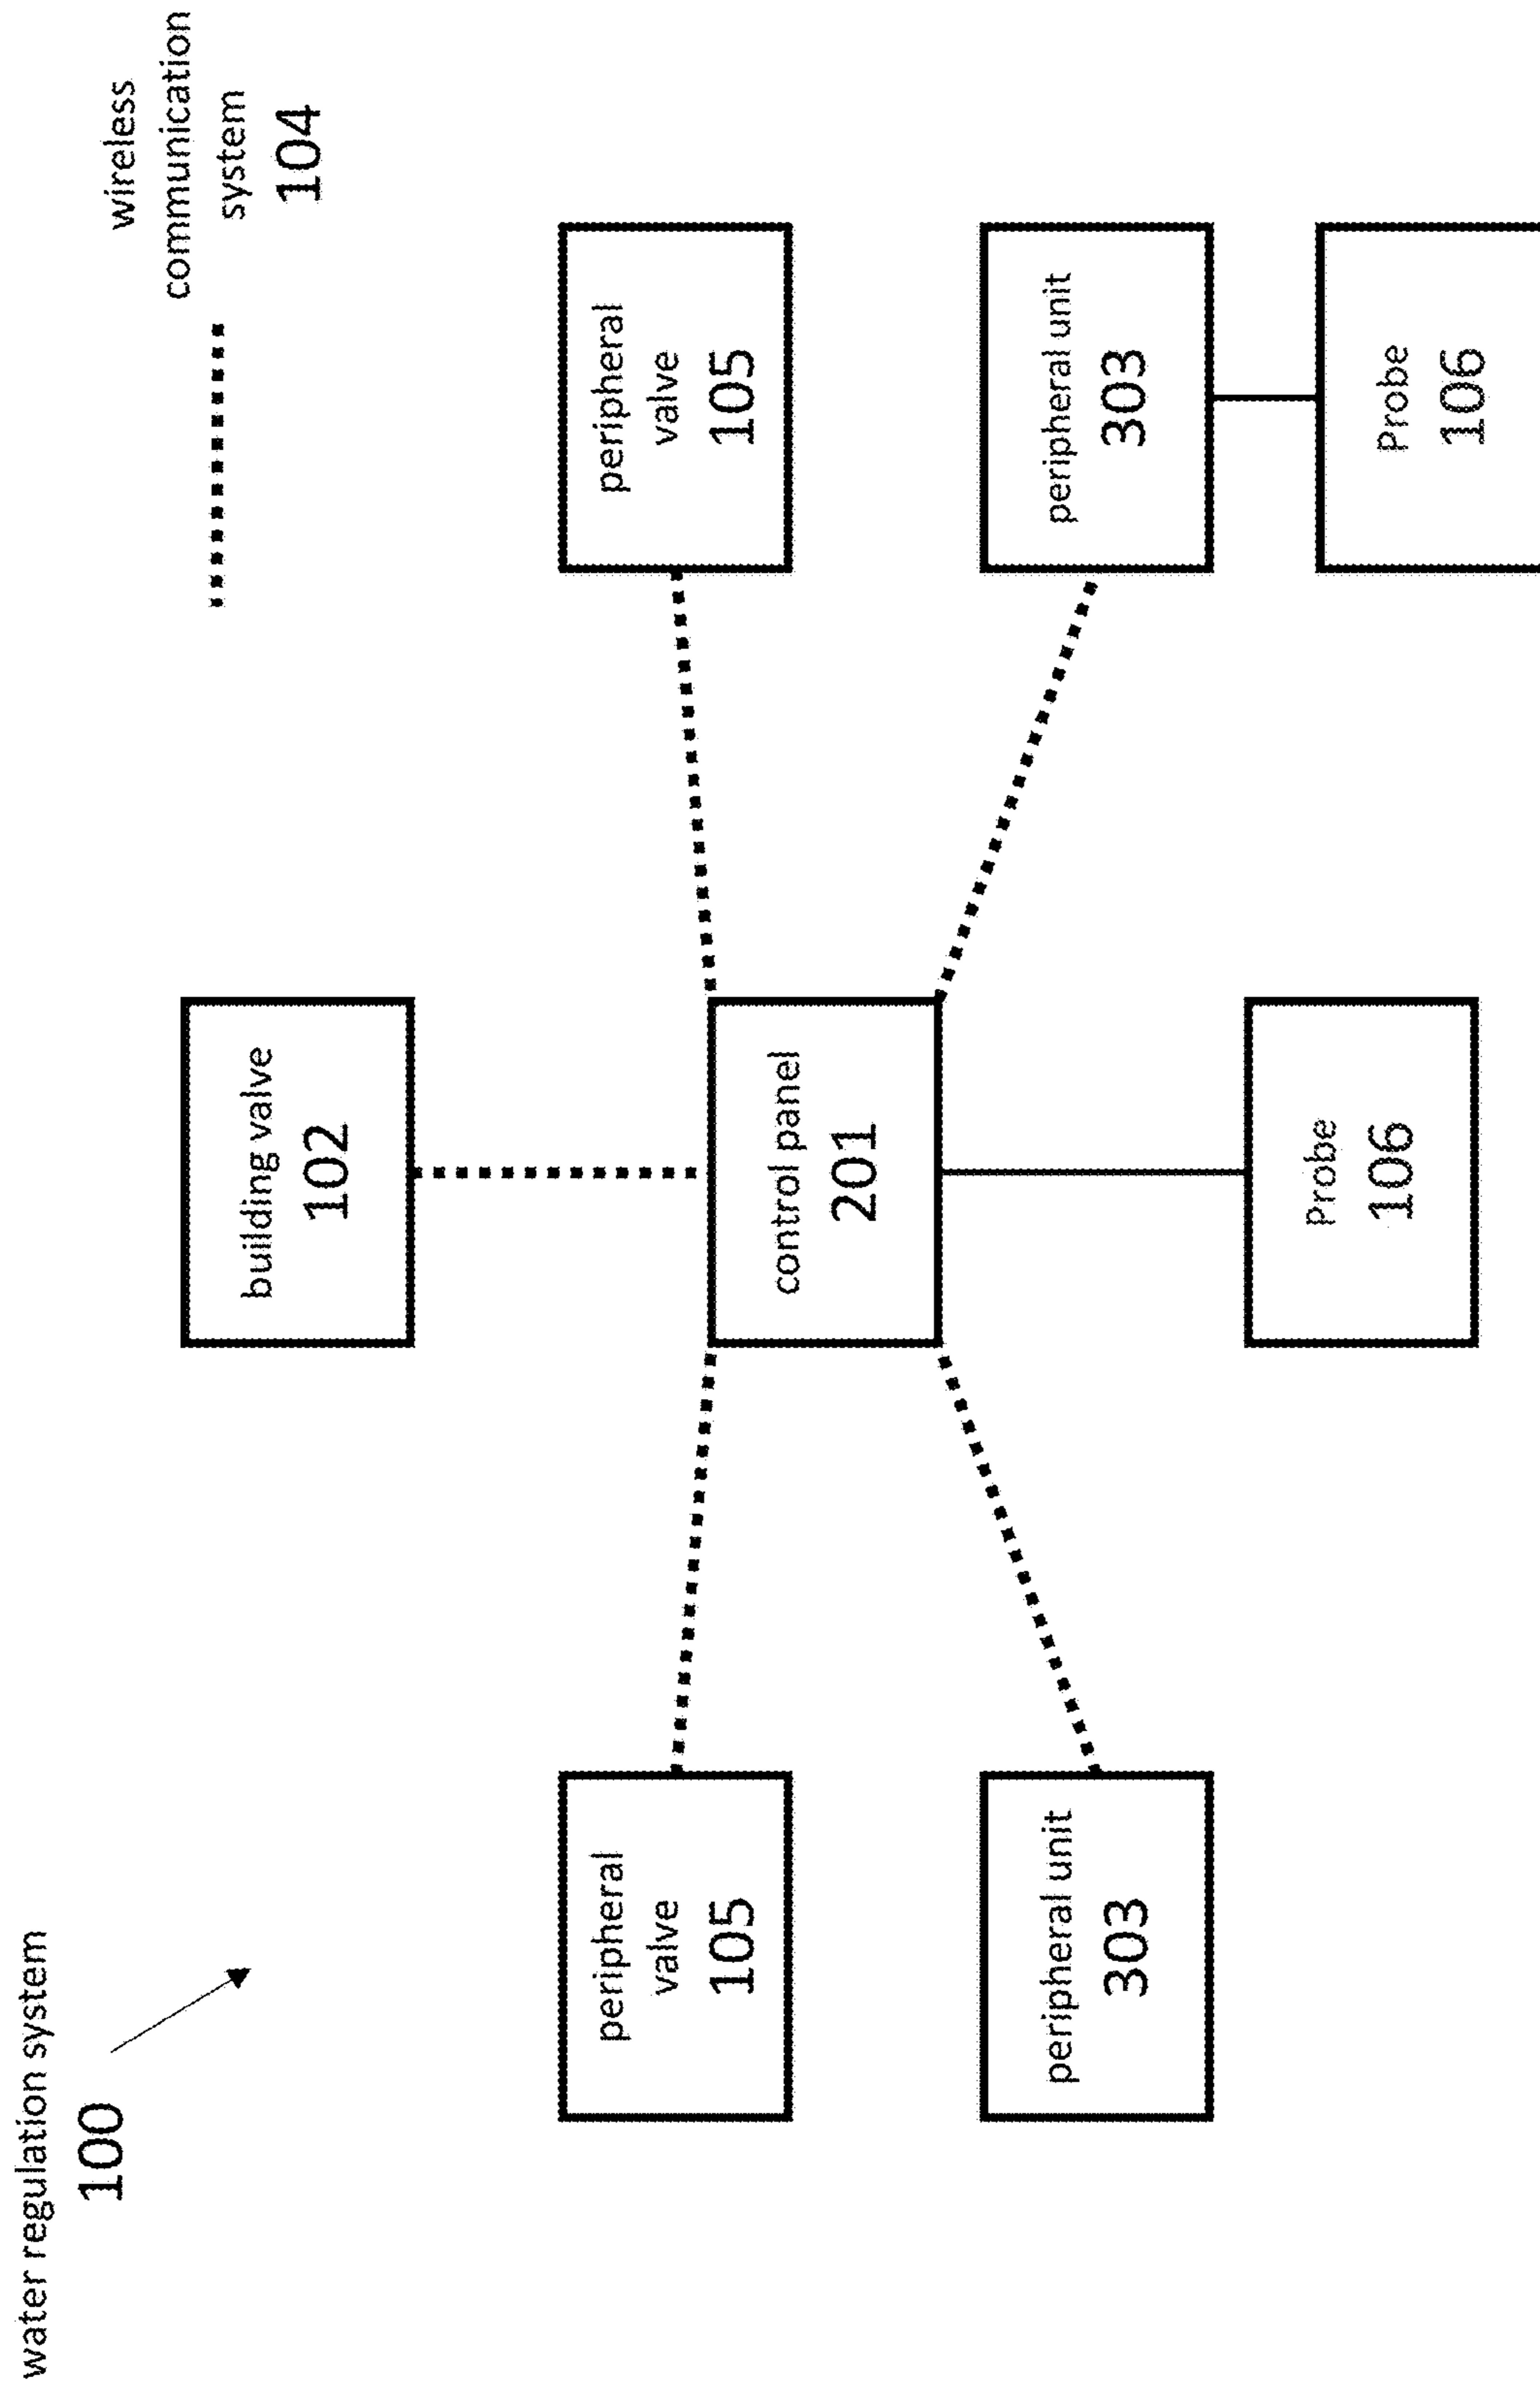 water regulation system
100
wireless
communication
system
104
building valve
102
peripheral
valve
105
peripheral
valve
105
control panel
201
peripheral unit
303
peripheral unit
303
Probe
106
Probe
106